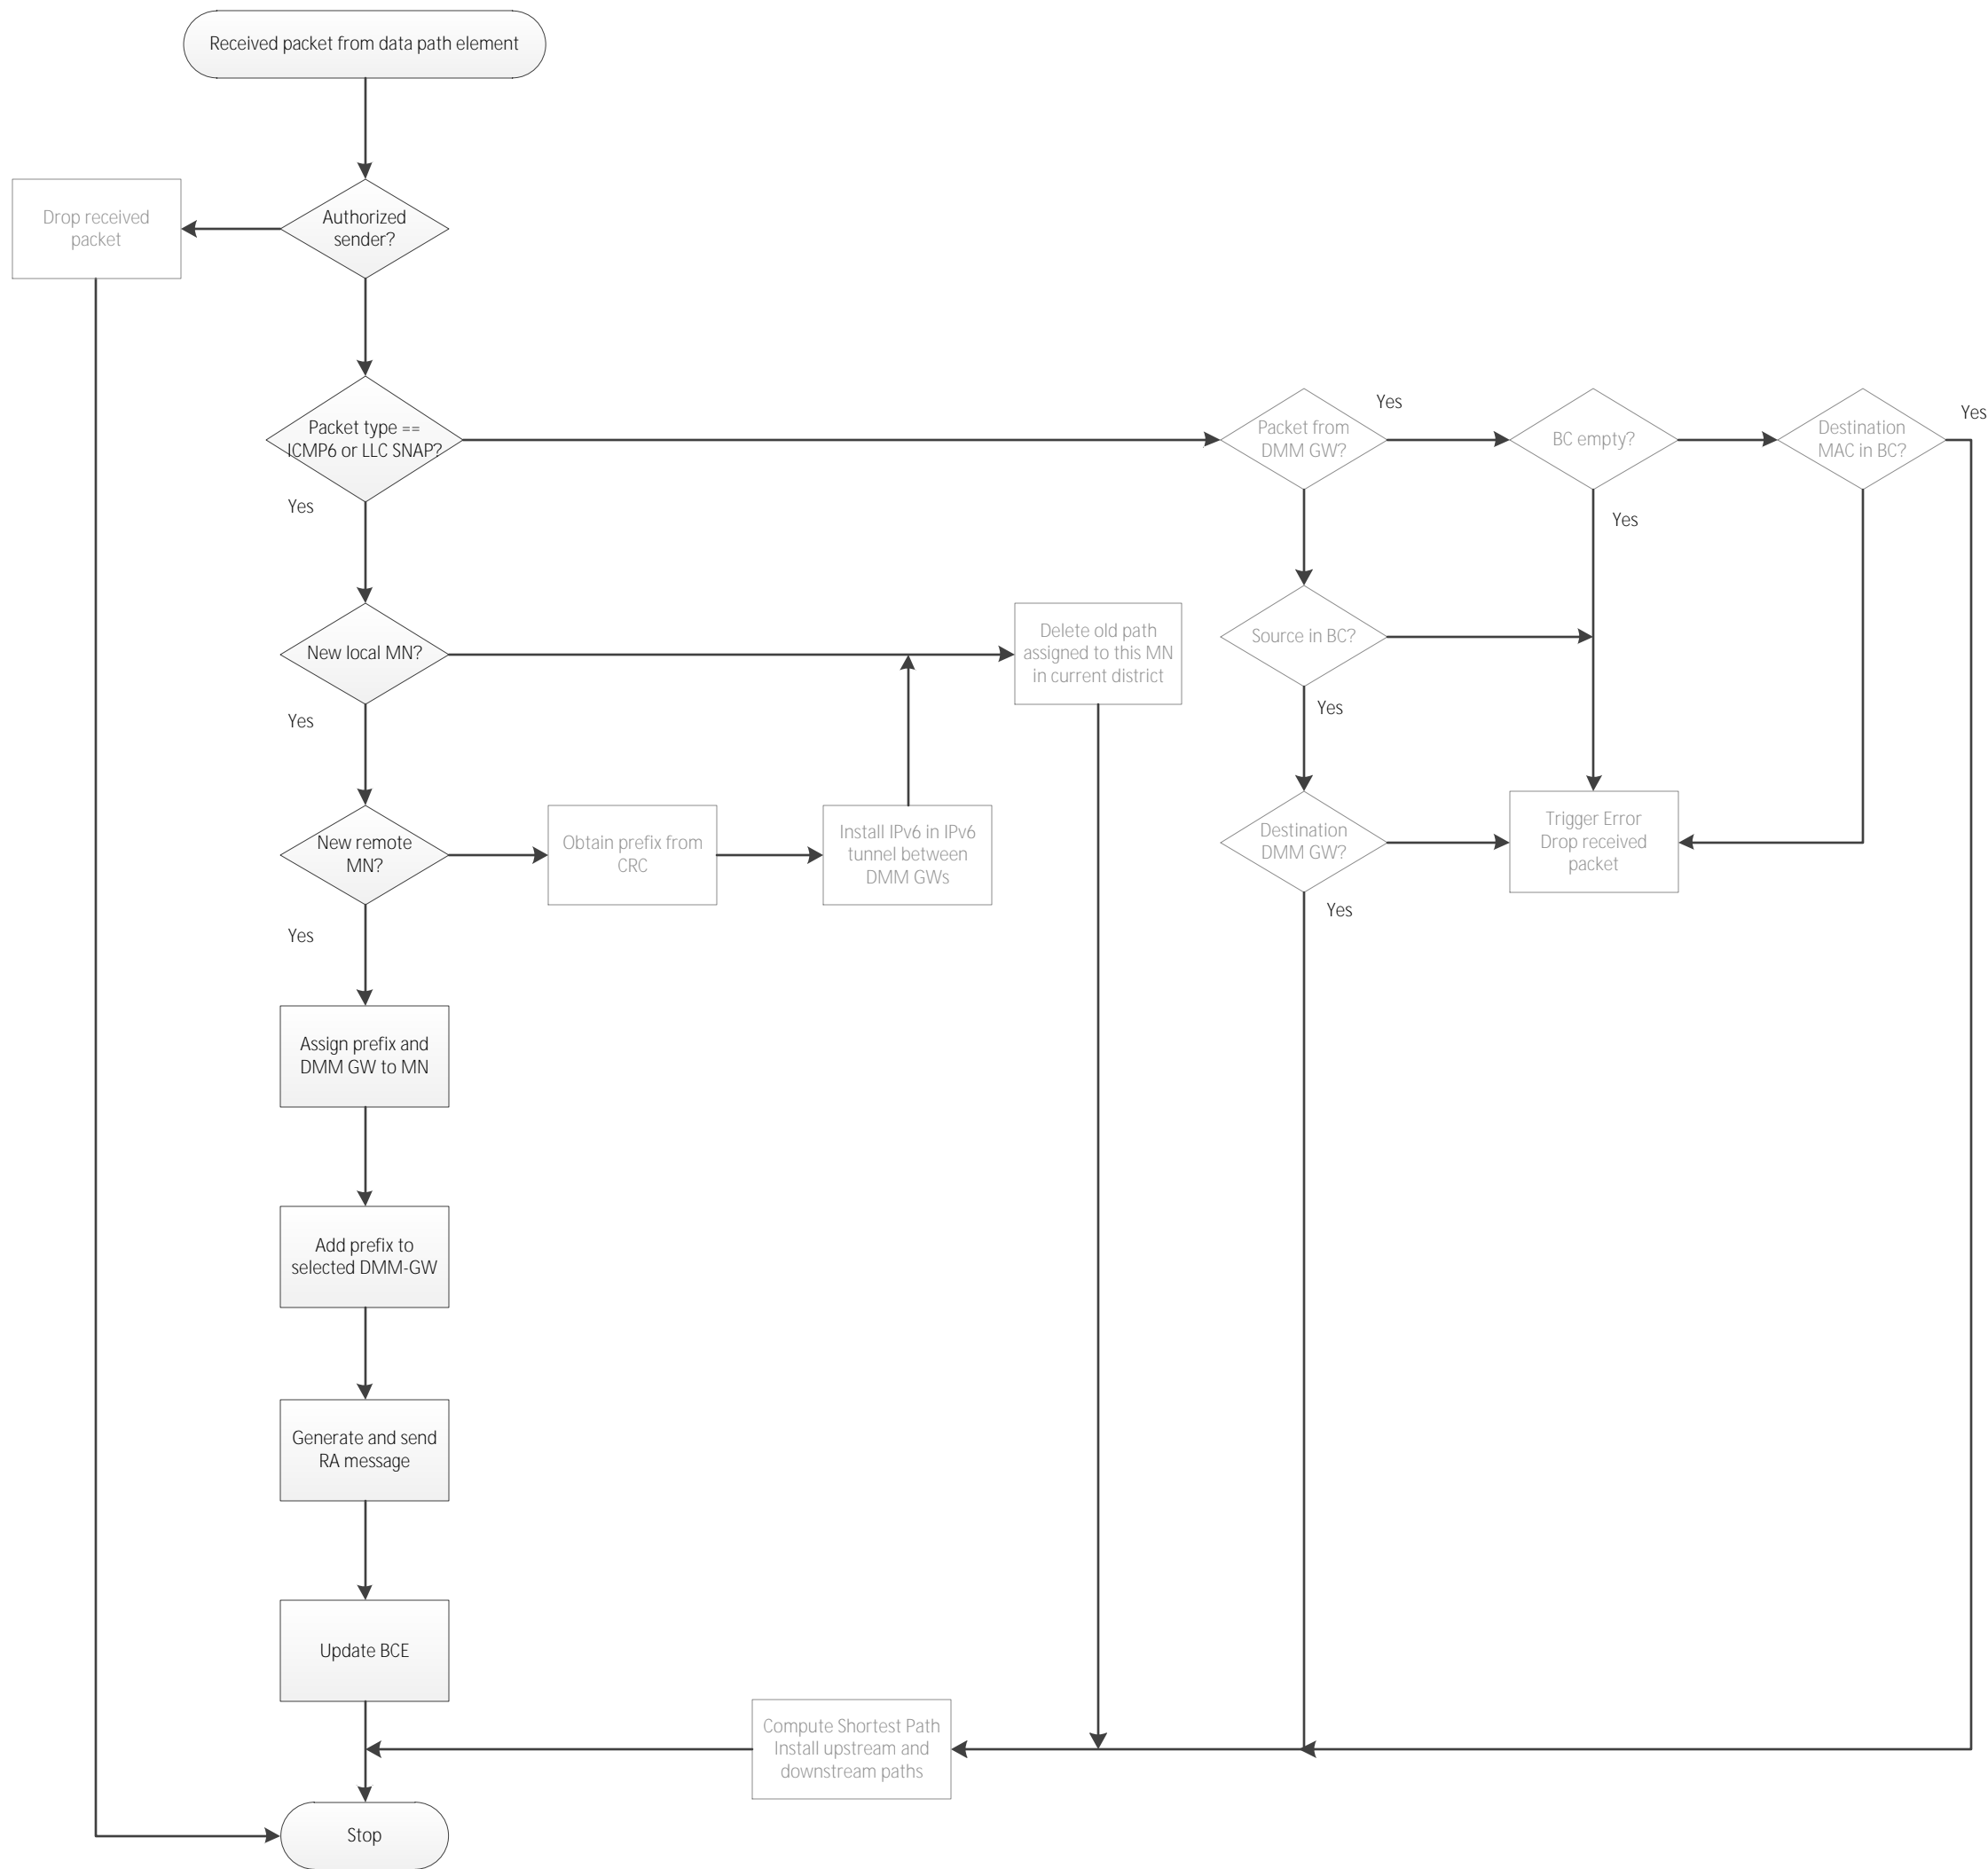 Received packet from data path element
Drop received
packet
Authorized
sender?
Packet type ==
ICMP6 or LLC SNAP?
Yes
Packet from
DMM GW?
Yes
BC empty?
Yes
Destination
MAC in BC?
Yes
New local MN?
Yes
Delete old path
assigned to this MN
in current district
Source in BC?
Yes
New remote
MN?
Yes
Obtain prefix from
CRC
Install IPv6 in IPv6
tunnel between
DMM GWs
Destination
DMM GW?
Yes
Trigger Error
Drop received
packet
Assign prefix and
DMM GW to MN
Add prefix to
selected DMM-GW
Generate and send
RA message
Update BCE
Compute Shortest Path
Install upstream and
downstream paths
Stop